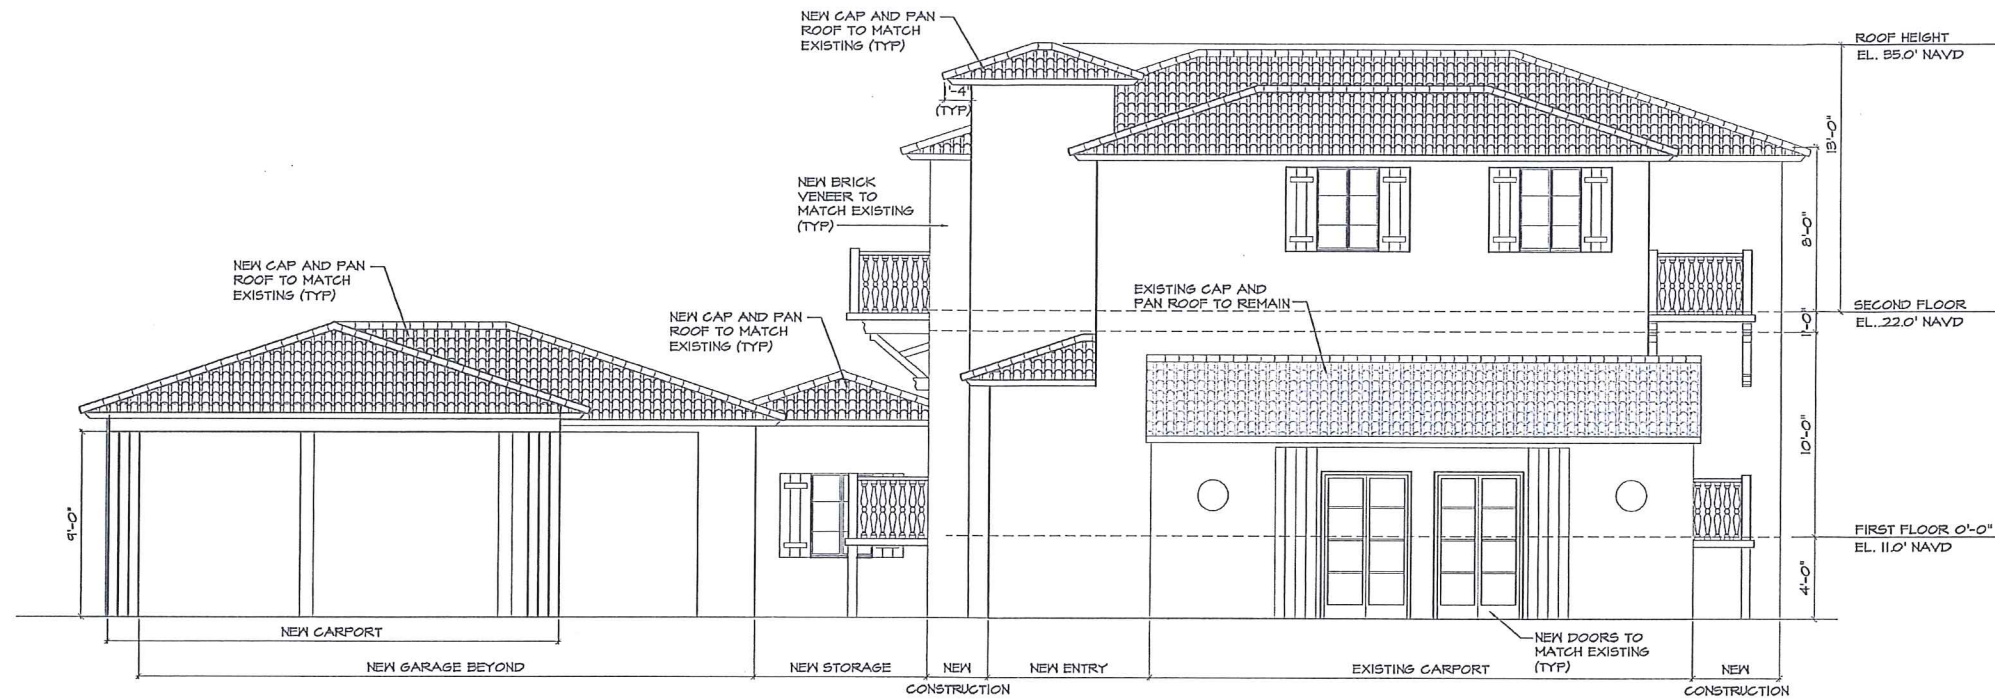 NEW CAP AND PAN
ROOF TO MATCH
EXISTING (TYP)
ROOF HEIGHT
EL. 35.0' NAVD
1'-4"
(TYP)
13'-0"
NEW BRICK
VENEER TO
MATCH EXISTING
(TYP)
8'-0"
NEW CAP AND PAN
ROOF TO MATCH
EXISTING (TYP)
EXISTING CAP AND
PAN ROOF TO REMAIN
SECOND FLOOR
EL. 22.0' NAVD
1'-0"
NEW CAP AND PAN
ROOF TO MATCH
EXISTING (TYP)
10'-0"
9'-0"
FIRST FLOOR 0'-0"
EL. 11.0' NAVD
4'-0"
NEW CARPORT
NEW DOORS TO
MATCH EXISTING
(TYP)
NEW GARAGE BEYOND
NEW STORAGE
NEW
CONSTRUCTION
NEW ENTRY
EXISTING CARPORT
NEW
CONSTRUCTION